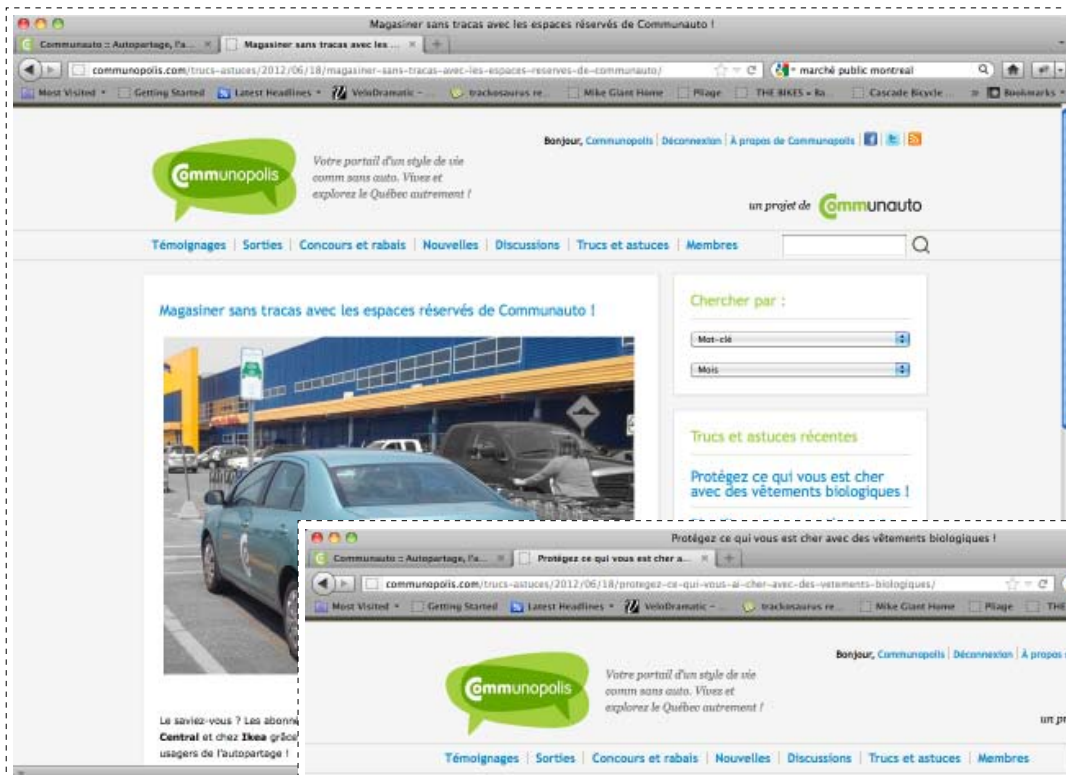 Magasiner sans tracas avec les espaces réservés de Communauto !
Communauto :: Autopartage, l'a...
Magasiner sans tracas avec les ...
communopolis.com/trucs-astuces/2012/06/18/magasiner-sans-tracas-avec-les-espaces-reserves-de-communauto/
marché public montreal
Most Visited
Getting Started
Latest Headlines
VeloDramatic – ...
trackosaurus re...
Mike Giant Home
Pliage
THE BIKES « Ra...
Cascade Bicycle ...
Bookmarks
Communopolis
Votre portail d'un style de vie
comm sans auto. Vivez et
explorez le Québec autrement !
Bonjour, Communopolis | Déconnexion | À propos de Communopolis
un projet de Communauto
Témoignages | Sorties | Concours et rabais | Nouvelles | Discussions | Trucs et astuces | Membres
Magasiner sans tracas avec les espaces réservés de Communauto !
Chercher par :
Mot-clé
Mois
Trucs et astuces récentes
Protégez ce qui vous est cher
avec des vêtements biologiques !
Le saviez-vous ? Les abonn
Central et chez Ikea grâce
usagers de l'autopartage !
Protégez ce qui vous est cher avec des vêtements biologiques !
Communauto :: Autopartage, l'a...
Protégez ce qui vous est cher a...
communopolis.com/trucs-astuces/2012/06/18/protegez-ce-qui-vous-ai-cher-avec-des-vetements-biologiques/
Most Visited
Getting Started
Latest Headlines
VeloDramatic – ...
trackosaurus re...
Mike Giant Home
Pliage
THE
Communopolis
Votre portail d'un style de vie
comm sans auto. Vivez et
explorez le Québec autrement !
Bonjour, Communopolis | Déconnexion | À propos
un pr
Témoignages | Sorties | Concours et rabais | Nouvelles | Discussions | Trucs et astuces | Membres